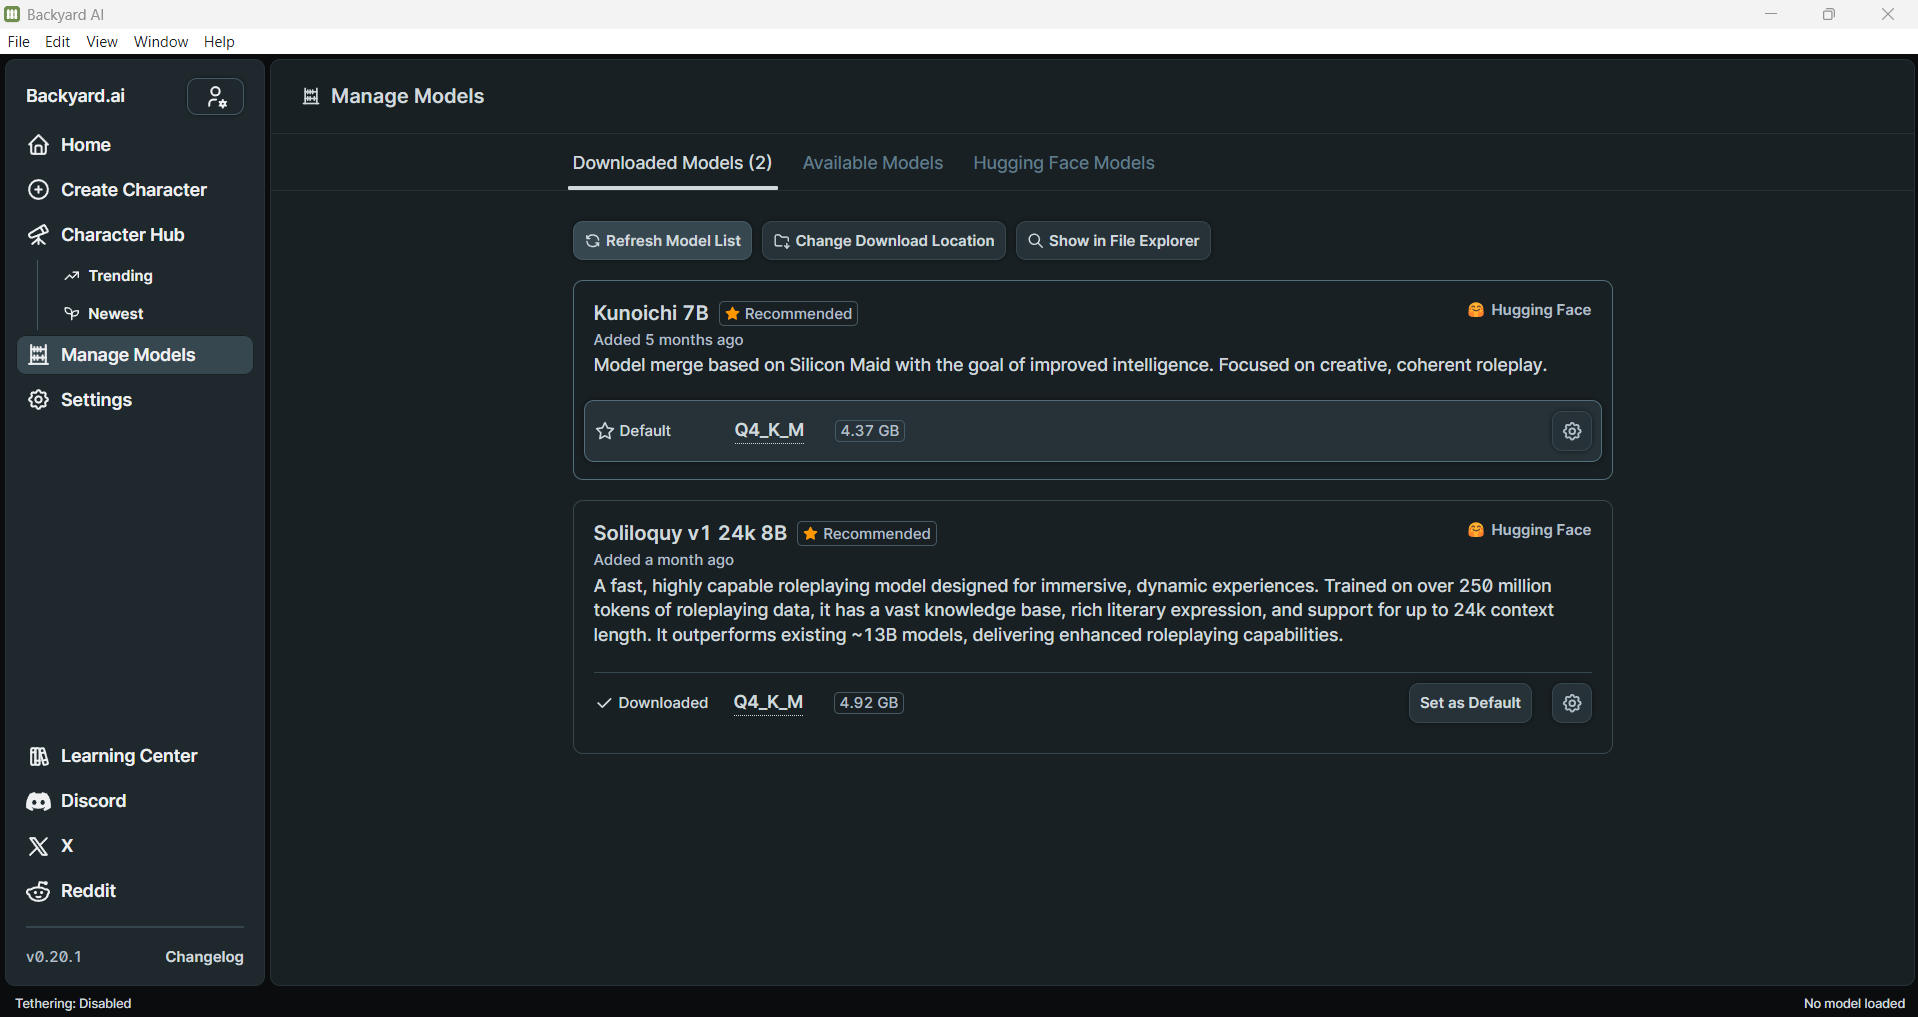 Backyard AI
File Edit View Window Help
Backyard.ai
Home
Create Character
Character Hub
Trending
Newest
Manage Models
Settings
Learning Center
Discord
X
Reddit
v0.20.1 Changelog
Manage Models
Downloaded Models (2) Available Models Hugging Face Models
Refresh Model List Change Download Location Show in File Explorer
Kunoichi 7B Recommended Hugging Face
Added 5 months ago
Model merge based on Silicon Maid with the goal of improved intelligence. Focused on creative, coherent roleplay.
Default Q4_K_M 4.37 GB
Soliloquy v1 24k 8B Recommended Hugging Face
Added a month ago
A fast, highly capable roleplaying model designed for immersive, dynamic experiences. Trained on over 250 million
tokens of roleplaying data, it has a vast knowledge base, rich literary expression, and support for up to 24k context
length. It outperforms existing ~13B models, delivering enhanced roleplaying capabilities.
Downloaded Q4_K_M 4.92 GB Set as Default
Tethering: Disabled No model loaded